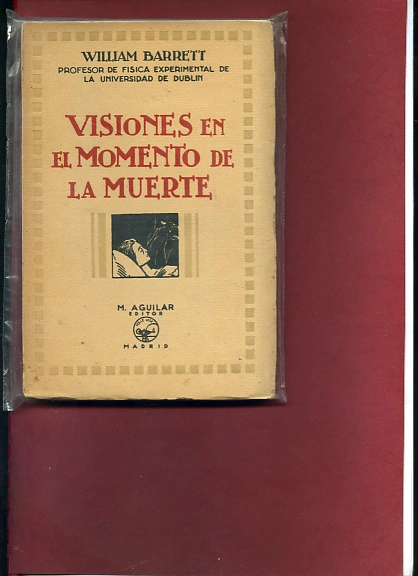 WILLIAM BARRETT
PROFESOR DE FISICA EXPERIMENTAL DE
LA UNIVERSIDAD DE DUBLIN
VISIONES EN
EL MOMENTO DE
LA MUERTE
M. AGUILAR
EDITOR
MADRID